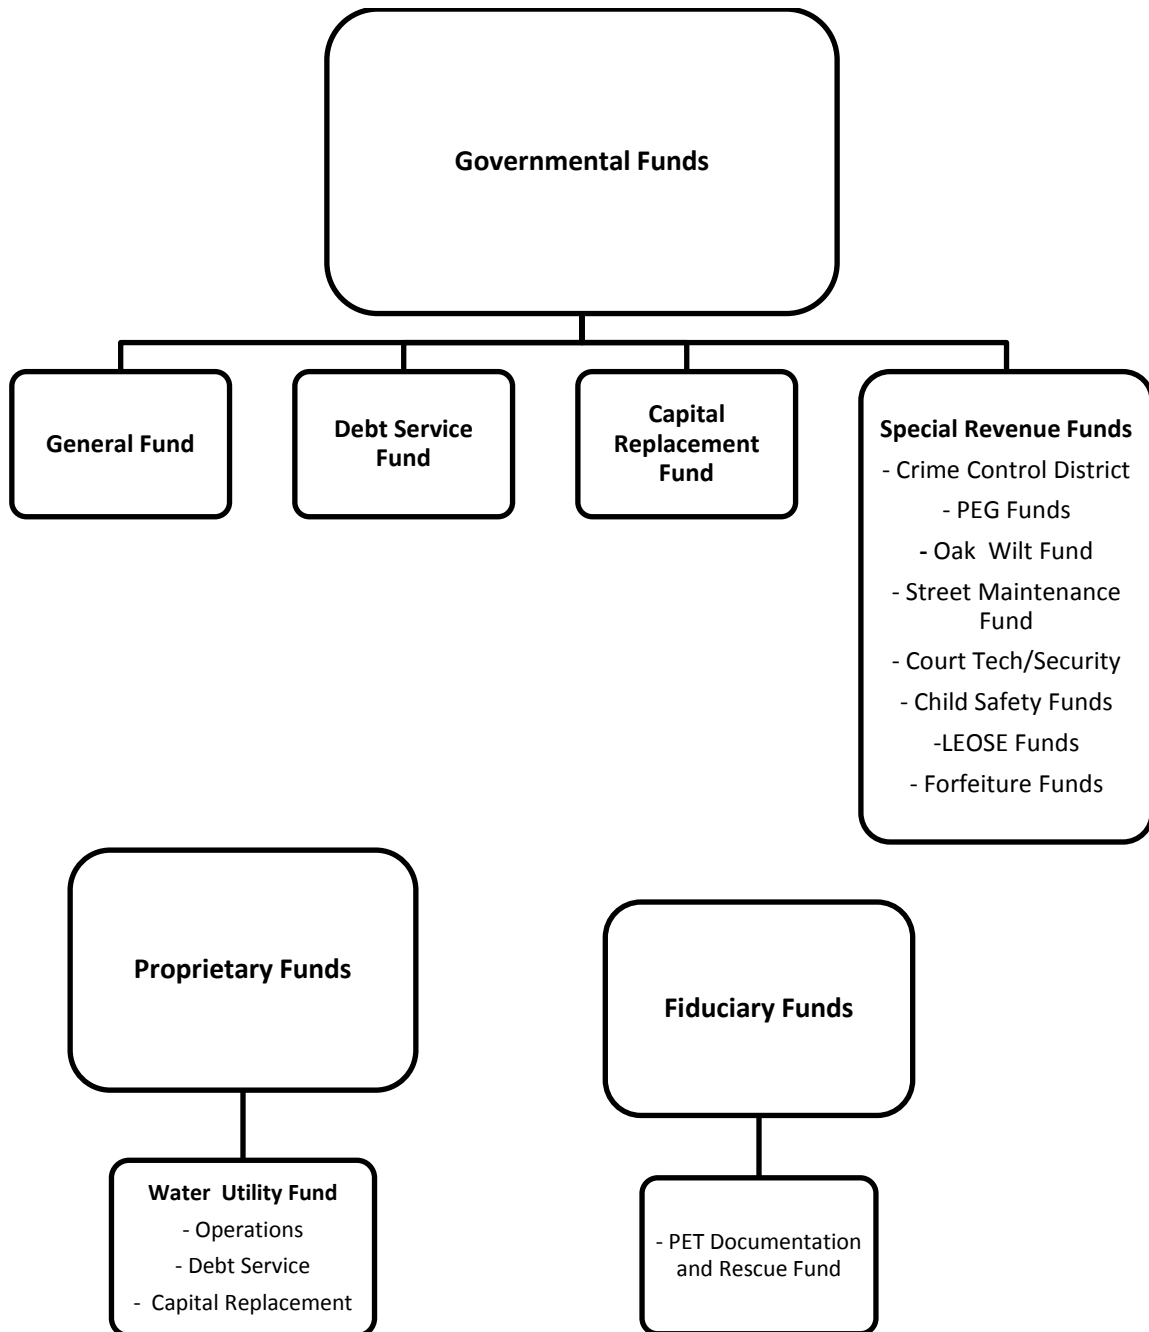 Governmental Funds
General Fund
Debt Service
Fund
Capital
Replacement
Fund
Special Revenue Funds
- Crime Control District
- PEG Funds
- Oak  Wilt Fund
- Street Maintenance
Fund
- Court Tech/Security
- Child Safety Funds
-LEOSE Funds
- Forfeiture Funds
Proprietary Funds
Water  Utility Fund
- Operations
- Debt Service
-  Capital Replacement
Fiduciary Funds
- PET Documentation
and Rescue Fund